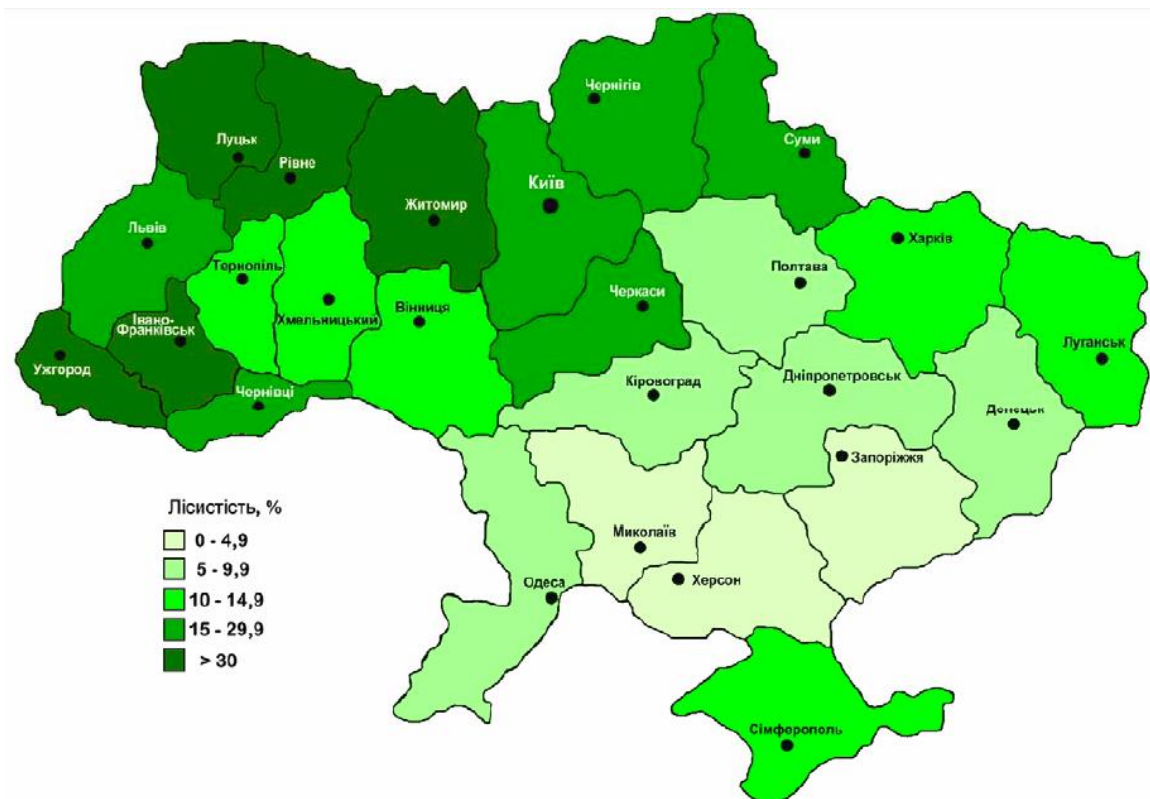 Чернігів
Суми
Луцьк
Рівне
Київ
Житомир
Львів
Харків
Тернопіль
Полтава
Черкаси
Вінниця
Хмельницький
Івано-
Франківськ
Луганськ
Ужгород
Кіровоград
Дніпропетровськ
Чернівці
Донецьк
Запоріжжя
Лісистість, %
0 - 4,9
5 - 9,9
10 - 14,9
15 - 29,9
> 30
Миколаїв
Херсон
Одеса
Сімферополь